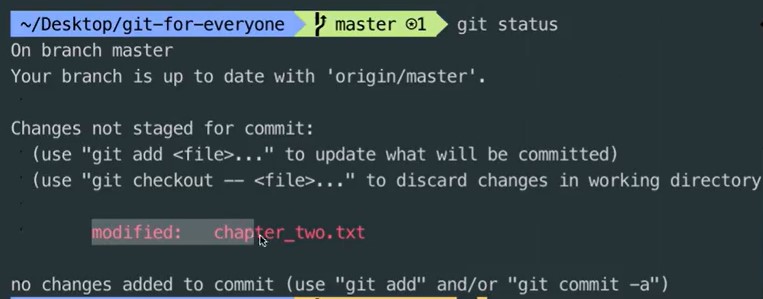 ~/Desktop/git-for-everyone master ⊙1 git status
On branch master
Your branch is up to date with 'origin/master'.
Changes not staged for commit:
(use "git add <file>..." to update what will be committed)
(use "git checkout -- <file>..." to discard changes in working directory
modified: chapter_two.txt
no changes added to commit (use "git add" and/or "git commit -a")